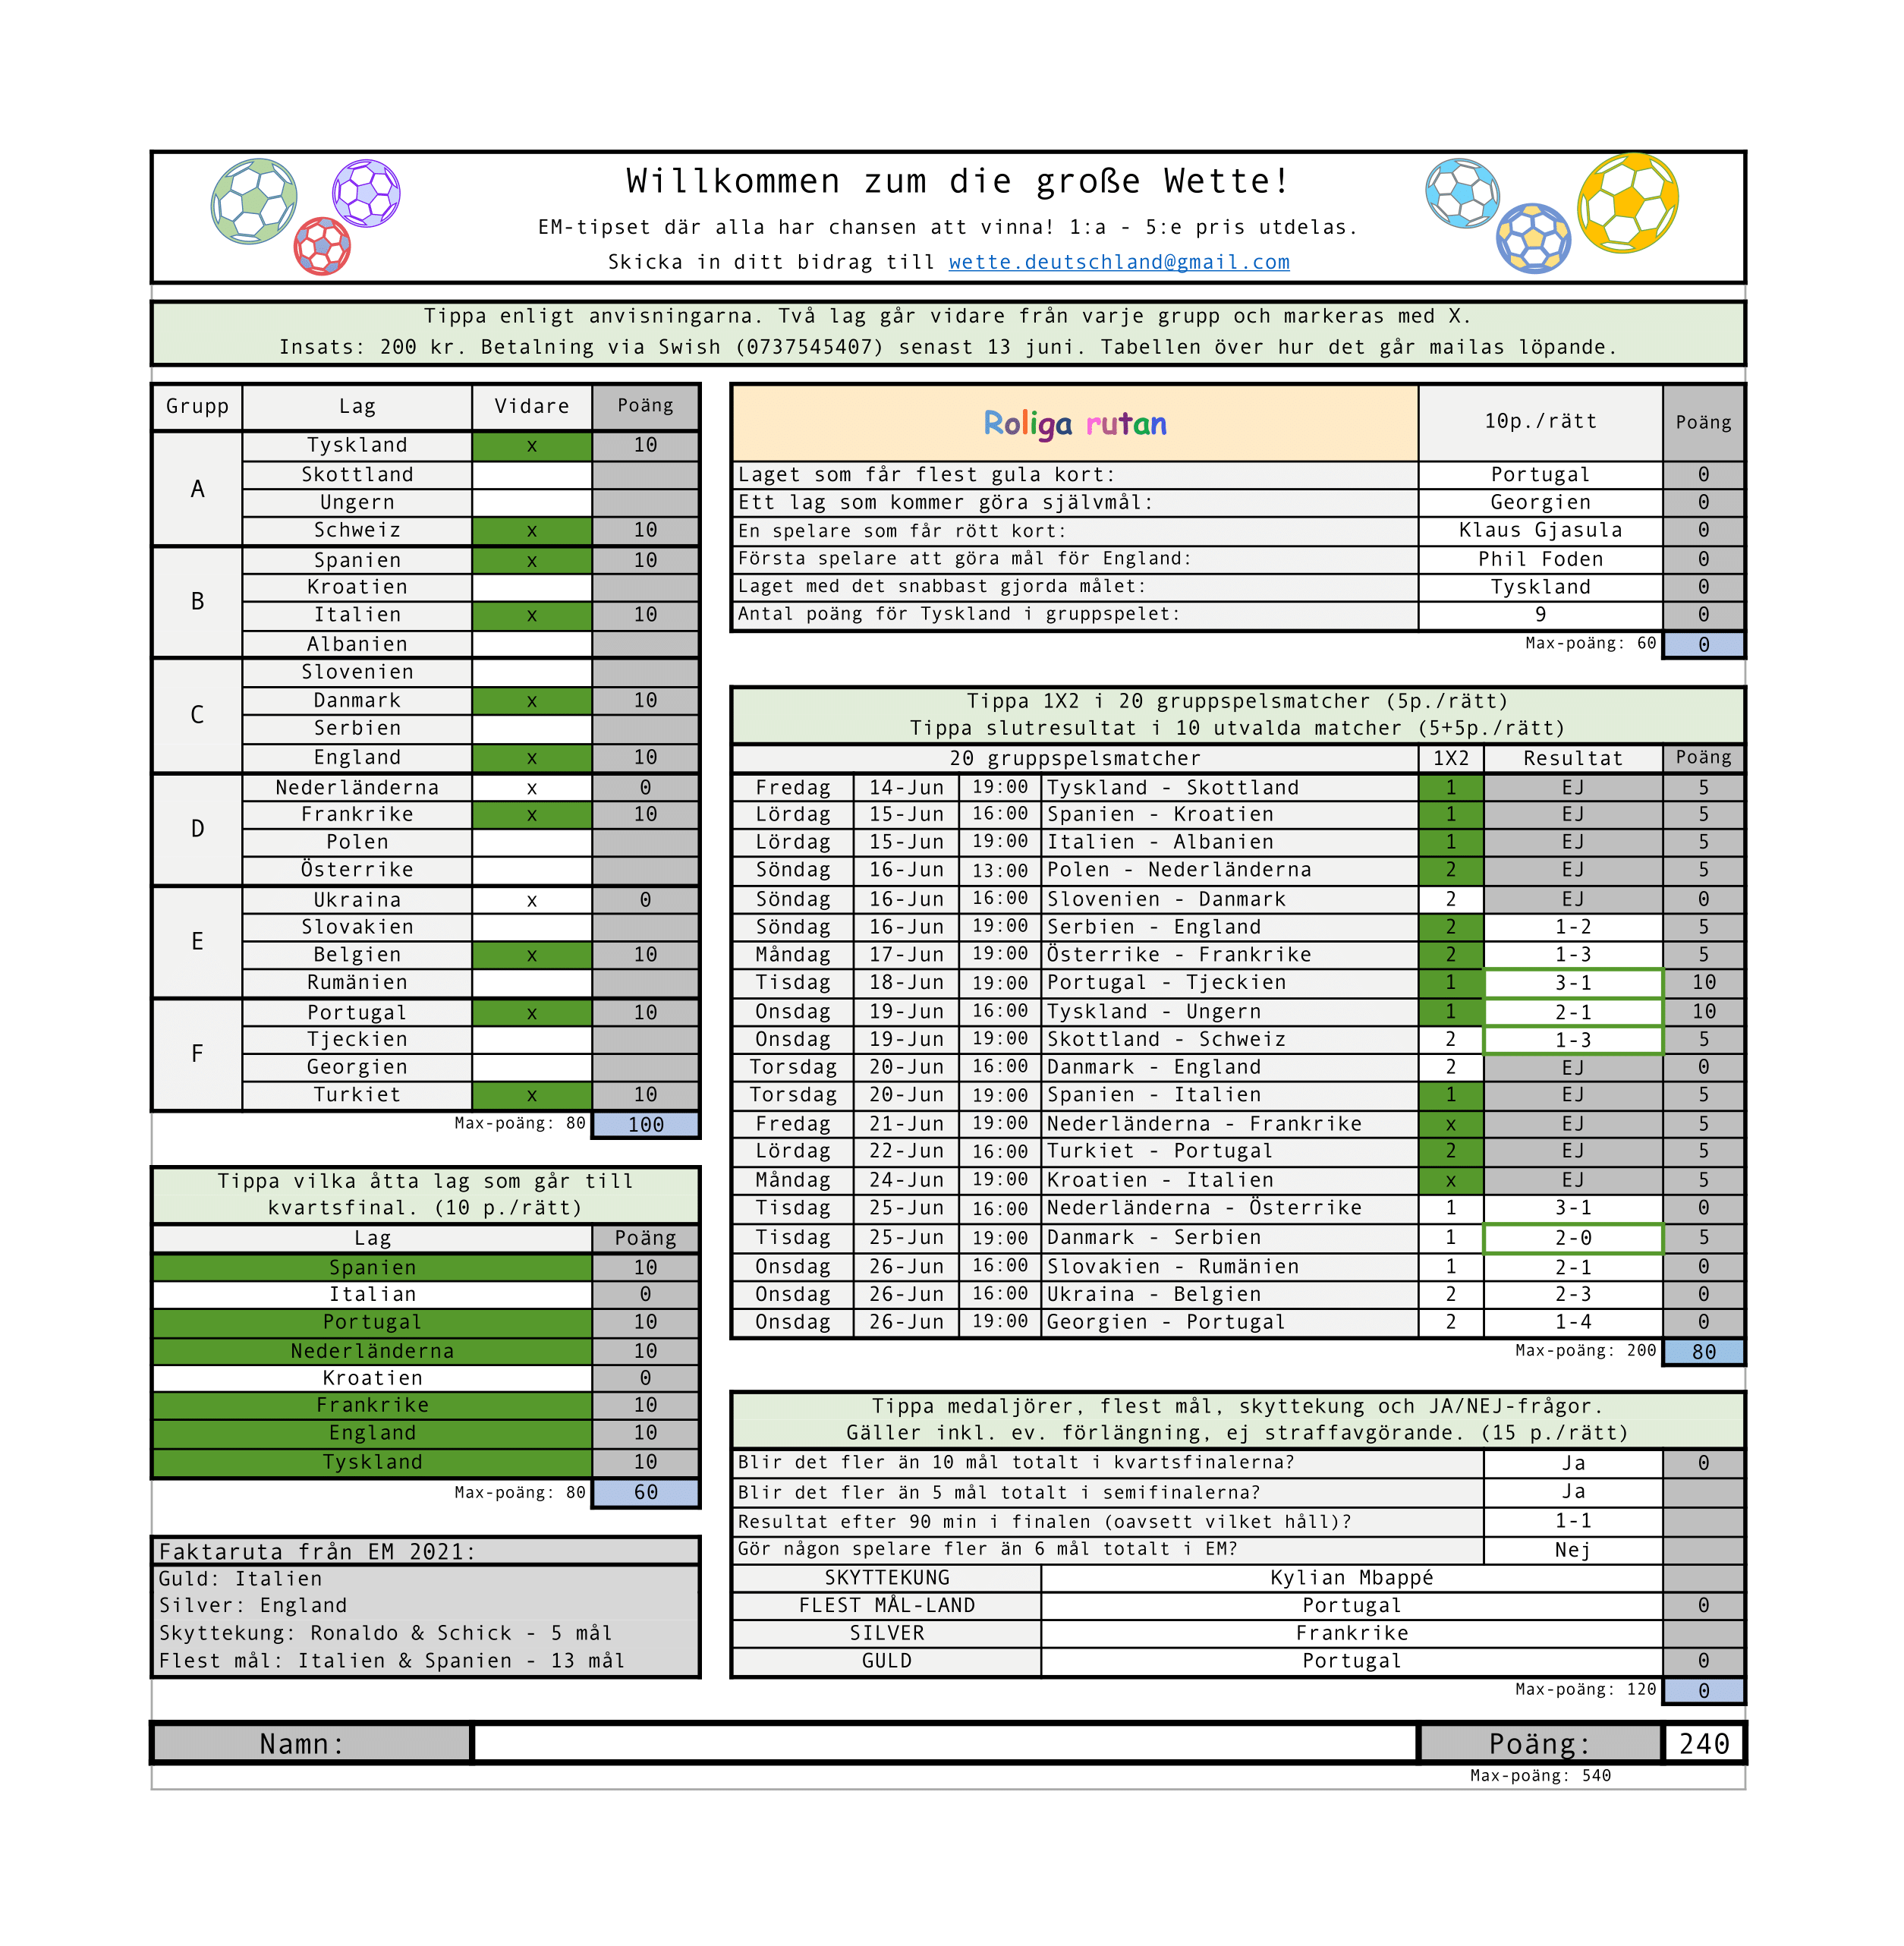 Willkommen zum die große Wette!
EM-tipset där alla har chansen att vinna! 1:a - 5:e pris utdelas.
Skicka in ditt bidrag till wette.deutschland@gmail.com
Tippa enligt anvisningarna. Två lag går vidare från varje grupp och markeras med X.
Insats: 200 kr. Betalning via Swish (0737545407) senast 13 juni. Tabellen över hur det går mailas löpande.
Grupp Lag Vidare Poäng
A
Tyskland x 10
Skottland
Ungern
Schweiz x 10
B
Spanien x 10
Kroatien
Italien x 10
Albanien
C
Slovenien
Danmark x 10
Serbien
England x 10
D
Nederländerna x 0
Frankrike x 10
Polen
Österrike
E
Ukraina x 0
Slovakien
Belgien x 10
Rumänien
F
Portugal x 10
Tjeckien
Georgien
Turkiet x 10
Max-poäng: 80 100
Tippa vilka åtta lag som går till
kvartsfinal. (10 p./rätt)
Lag Poäng
Spanien 10
Italian 0
Portugal 10
Nederländerna 10
Kroatien 0
Frankrike 10
England 10
Tyskland 10
Max-poäng: 80 60
Faktaruta från EM 2021:
Guld: Italien
Silver: England
Skyttekung: Ronaldo & Schick - 5 mål
Flest mål: Italien & Spanien - 13 mål
Roliga rutan 10p./rätt Poäng
Laget som får flest gula kort: Portugal 0
Ett lag som kommer göra självmål: Georgien 0
En spelare som får rött kort: Klaus Gjasula 0
Första spelare att göra mål för England: Phil Foden 0
Laget med det snabbast gjorda målet: Tyskland 0
Antal poäng för Tyskland i gruppspelet: 9 0
Max-poäng: 60 0
Tippa 1X2 i 20 gruppspelsmatcher (5p./rätt)
Tippa slutresultat i 10 utvalda matcher (5+5p./rätt)
20 gruppspelsmatcher 1X2 Resultat Poäng
Fredag 14-Jun 19:00 Tyskland - Skottland 1 EJ 5
Lördag 15-Jun 16:00 Spanien - Kroatien 1 EJ 5
Lördag 15-Jun 19:00 Italien - Albanien 1 EJ 5
Söndag 16-Jun 13:00 Polen - Nederländerna 2 EJ 5
Söndag 16-Jun 16:00 Slovenien - Danmark 2 EJ 0
Söndag 16-Jun 19:00 Serbien - England 2 1-2 5
Måndag 17-Jun 19:00 Österrike - Frankrike 2 1-3 5
Tisdag 18-Jun 19:00 Portugal - Tjeckien 1 3-1 10
Onsdag 19-Jun 16:00 Tyskland - Ungern 1 2-1 10
Onsdag 19-Jun 19:00 Skottland - Schweiz 2 1-3 5
Torsdag 20-Jun 16:00 Danmark - England 2 EJ 0
Torsdag 20-Jun 19:00 Spanien - Italien 1 EJ 5
Fredag 21-Jun 19:00 Nederländerna - Frankrike x EJ 5
Lördag 22-Jun 16:00 Turkiet - Portugal 2 EJ 5
Måndag 24-Jun 19:00 Kroatien - Italien x EJ 5
Tisdag 25-Jun 16:00 Nederländerna - Österrike 1 3-1 0
Tisdag 25-Jun 19:00 Danmark - Serbien 1 2-0 5
Onsdag 26-Jun 16:00 Slovakien - Rumänien 1 2-1 0
Onsdag 26-Jun 16:00 Ukraina - Belgien 2 2-3 0
Onsdag 26-Jun 19:00 Georgien - Portugal 2 1-4 0
Max-poäng: 200 80
Tippa medaljörer, flest mål, skyttekung och JA/NEJ-frågor.
Gäller inkl. ev. förlängning, ej straffavgörande. (15 p./rätt)
Blir det fler än 10 mål totalt i kvartsfinalerna? Ja 0
Blir det fler än 5 mål totalt i semifinalerna? Ja
Resultat efter 90 min i finalen (oavsett vilket håll)? 1-1
Gör någon spelare fler än 6 mål totalt i EM? Nej
SKYTTEKUNG Kylian Mbappé
FLEST MÅL-LAND Portugal 0
SILVER Frankrike
GULD Portugal 0
Max-poäng: 120 0
Namn: Poäng: 240
Max-poäng: 540